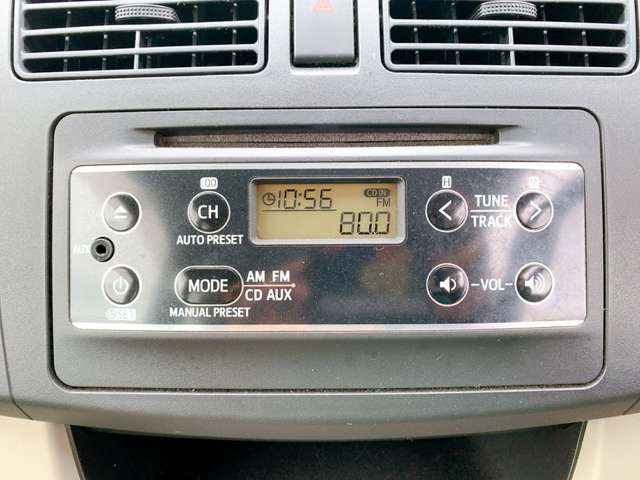 10:56
CD IN
FM
80.0
CH
AUTO PRESET
H
M
TUNE
TRACK
AUX
MODE
AM FM
CD AUX
MANUAL PRESET
-VOL-